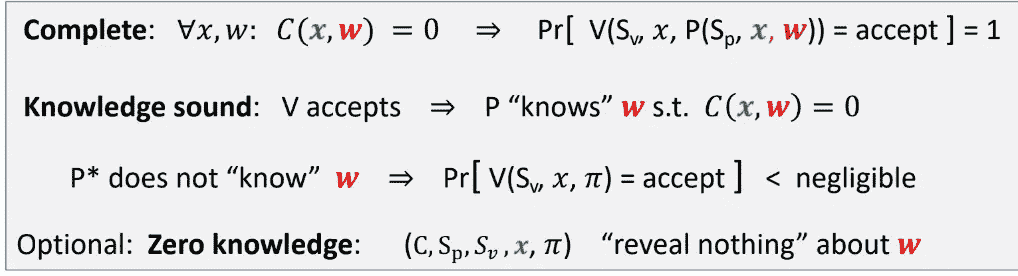 Complete: ∀x, w: C(x, w) = 0 ⇒ Pr[ V(Sᵥ, x, P(Sₚ, x, w)) = accept ] = 1
Knowledge sound: V accepts ⇒ P “knows” w s.t. C(x, w) = 0
P* does not “know” w ⇒ Pr[ V(Sᵥ, x, π) = accept ] < negligible
Optional: Zero knowledge: (C, Sₚ, Sᵥ, x, π) “reveal nothing” about w